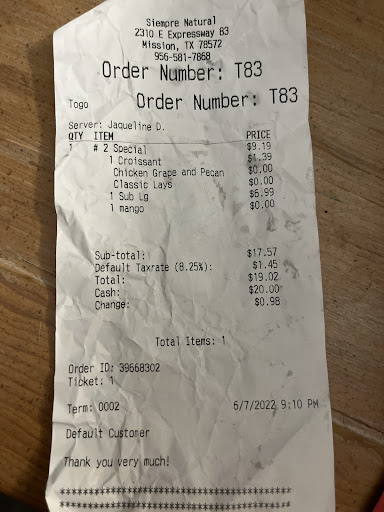 Siempre Natural
2310 E Expressway 83
Mission, TX 78572
956-581-7868
Order Number: T83
Togo Order Number: T83
Server: Jaqueline D.
QTY ITEM PRICE
1 # 2 Special $9.19
1 Croissant $1.39
Chicken Grape and Pecan $0.00
Classic Lays $0.00
1 Sub Lg $6.99
1 mango $0.00
Sub-total: $17.57
Default Taxrate (8.25%): $1.45
Total: $19.02
Cash: $20.00
Change: $0.98
Total Items: 1
Order ID: 39668302
Ticket: 1
Term: 0002 6/7/2022 9:10 PM
Default Customer
Thank you very much!
****************************************
****************************************